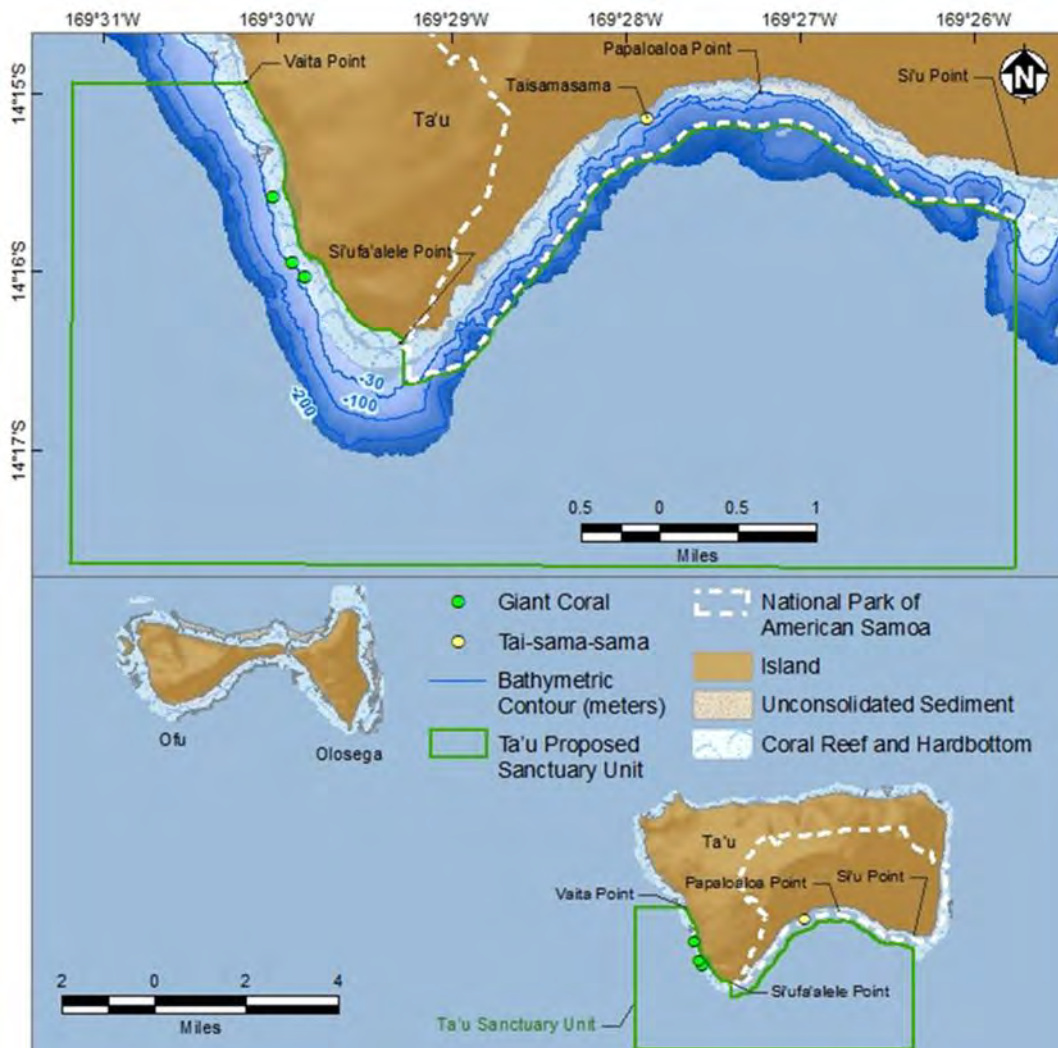 169°31'W
169°30'W
169°29'W
169°28'W
169°27'W
169°26'W
14°15'S
14°16'S
14°17'S
Vaita Point
Papaloaloa Point
Taisamasama
Si'u Point
N
Ta'u
Si'ufa'alele Point
-30
-100
-200
0.5 0 0.5 1
Miles
Ofu
Olosega
Giant Coral
Tai-sama-sama
Bathymetric
Contour (meters)
Ta'u Proposed
Sanctuary Unit
National Park of
American Samoa
Island
Unconsolidated Sediment
Coral Reef and Hardbottom
Ta'u
Vaita Point
Papaloaloa Point
Si'u Point
Si'ufa'alele Point
Ta'u Sanctuary Unit
2 0 2 4
Miles